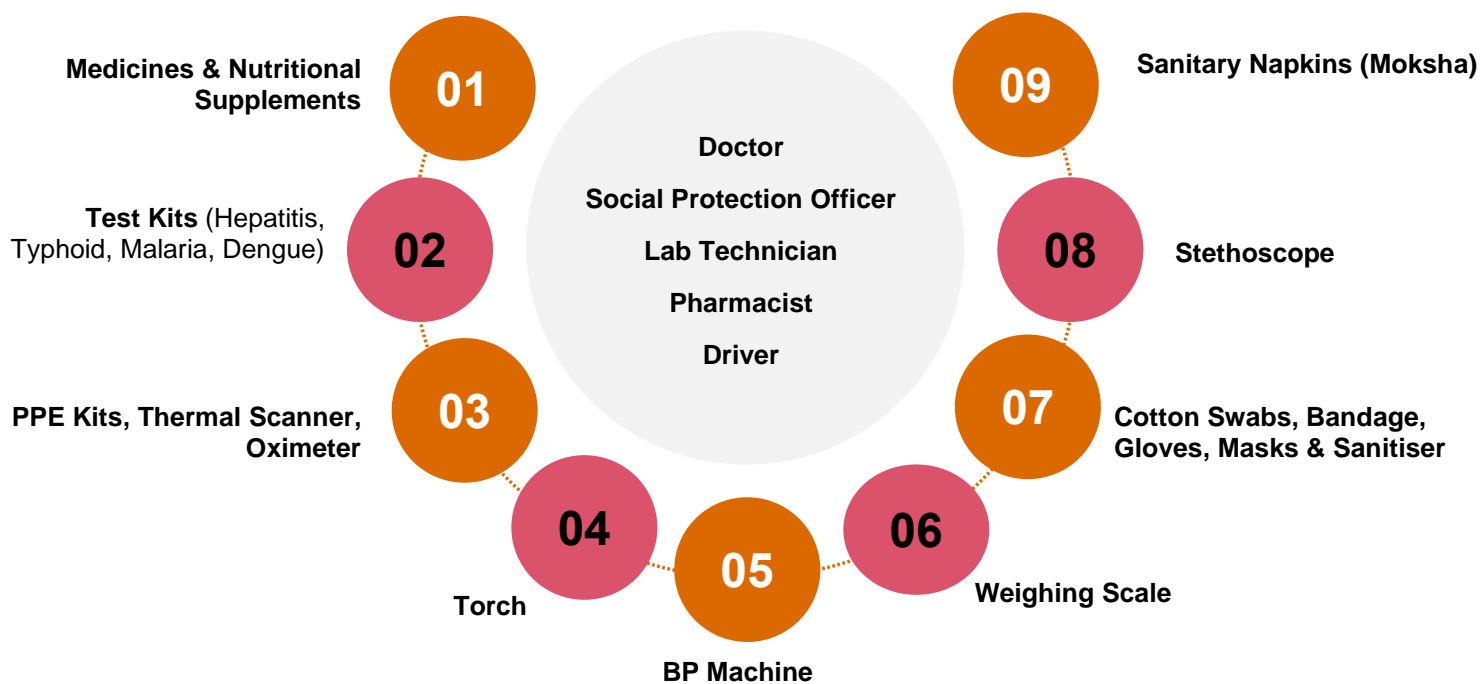 01
Medicines & Nutritional
Supplements
02
Test Kits (Hepatitis,
Typhoid, Malaria, Dengue)
03
PPE Kits, Thermal Scanner,
Oximeter
04
Torch
05
BP Machine
06
Weighing Scale
07
Cotton Swabs, Bandage,
Gloves, Masks & Sanitiser
08
Stethoscope
09
Sanitary Napkins (Moksha)
Doctor
Social Protection Officer
Lab Technician
Pharmacist
Driver